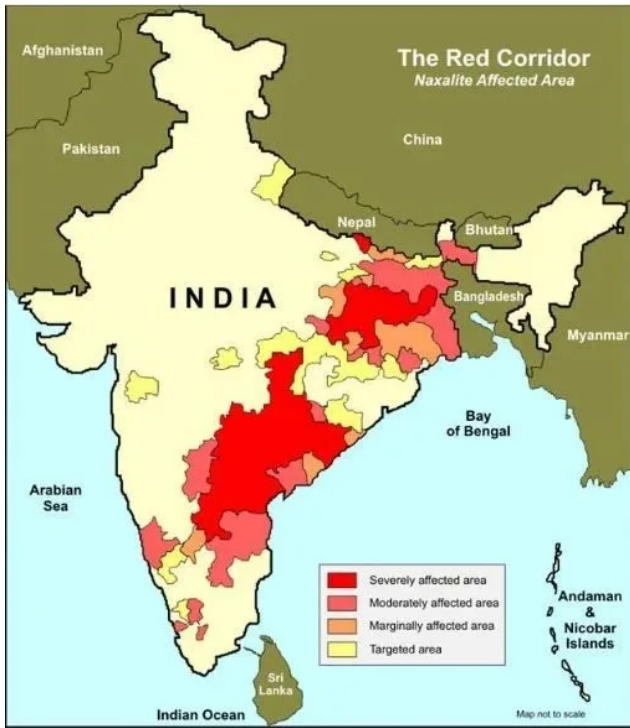 The Red Corridor
Naxalite Affected Area
Afghanistan
Pakistan
China
Nepal
Bhutan
INDIA
Bangladesh
Myanmar
Bay
of Bengal
Arabian
Sea
Severely affected area
Moderately affected area
Marginally affected area
Targeted area
Andaman
&
Nicobar
Islands
Sri
Lanka
Indian Ocean
Map not to scale